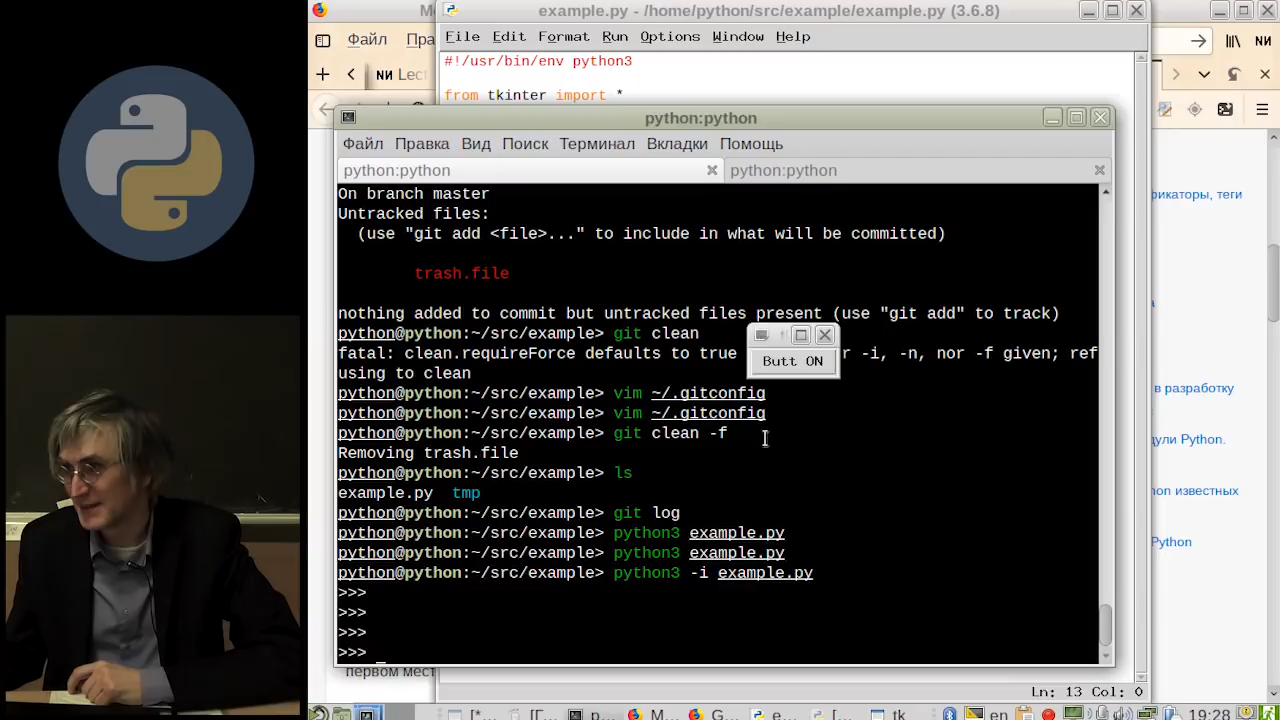 example.py - /home/python/src/example/example.py (3.6.8)
Файл
Пра
File Edit Format Run Options Window Help
#!/usr/bin/env python3
Lec
from tkinter import *
python:python
Файл Правка Вид Поиск Терминал Вкладки Помощь
python:python
python:python
On branch master
Untracked files:
(use "git add <file>..." to include in what will be committed)
trash.file
nothing added to commit but untracked files present (use "git add" to track)
python@python:~/src/example> git clean
fatal: clean.requireForce defaults to true r -i, -n, nor -f given; ref
using to clean
Butt ON
python@python:~/src/example> vim ~/.gitconfig
python@python:~/src/example> vim ~/.gitconfig
python@python:~/src/example> git clean -f
Removing trash.file
python@python:~/src/example> ls
example.py tmp
python@python:~/src/example> git log
python@python:~/src/example> python3 example.py
python@python:~/src/example> python3 example.py
python@python:~/src/example> python3 -i example.py
>>>
>>>
>>>
>>>
фикаторы, теги
в разработку
дули Python.
hon известных
Python
первом мест
Ln: 13 Col: 0
tk
en
19:28